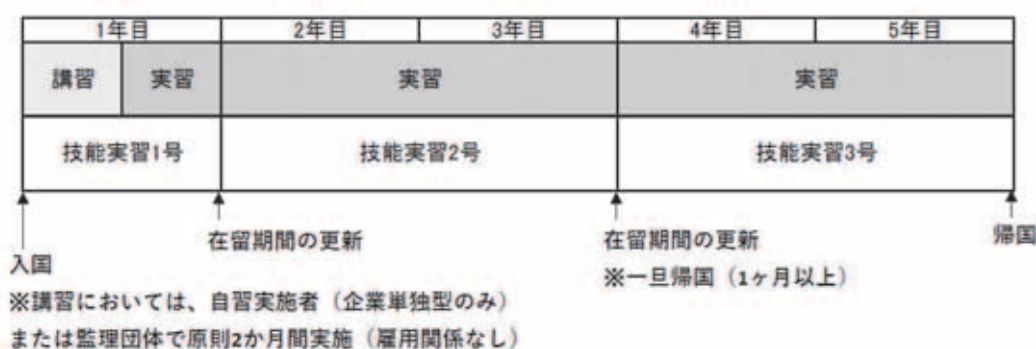 1年目 2年目 3年目 4年目 5年目
講習 実習 実習 実習
技能実習1号 技能実習2号 技能実習3号
入国
在留期間の更新
在留期間の更新
※一旦帰国（1ヶ月以上）
帰国
※講習においては、自習実施者（企業単独型のみ）
または監理団体で原則2か月間実施（雇用関係なし）